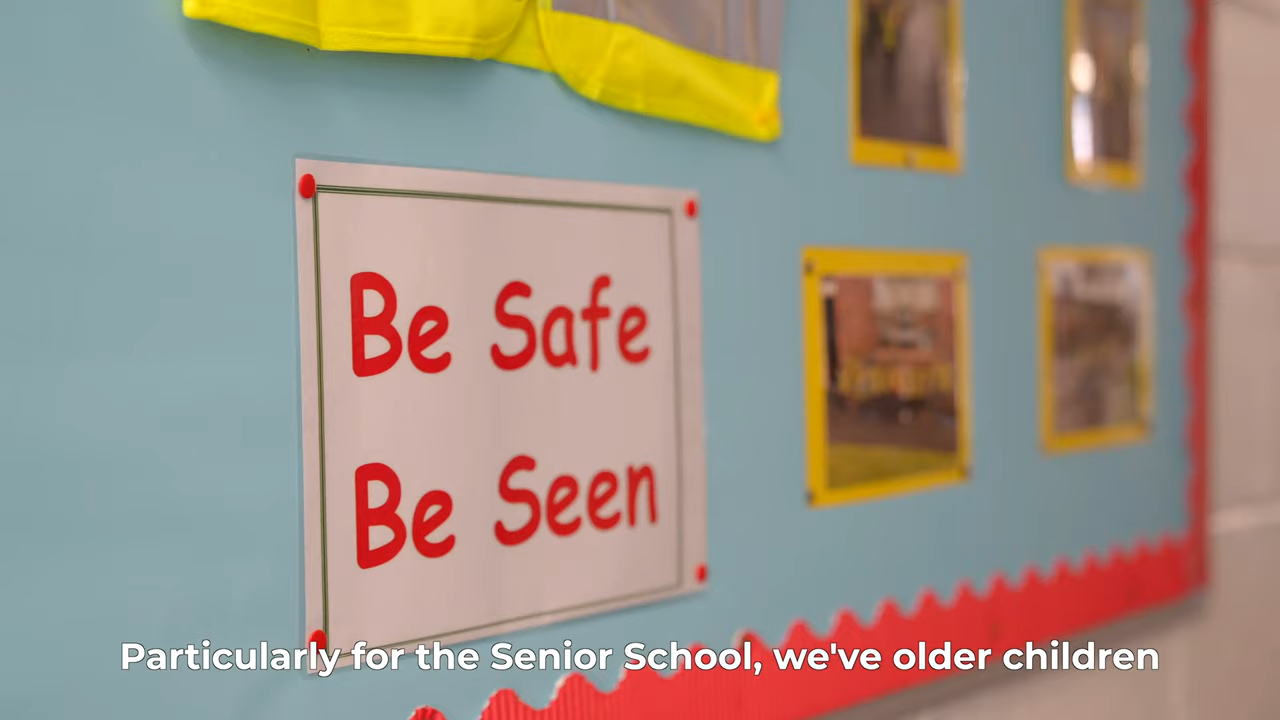 Be Safe
Be Seen
Particularly for the Senior School, we've older children